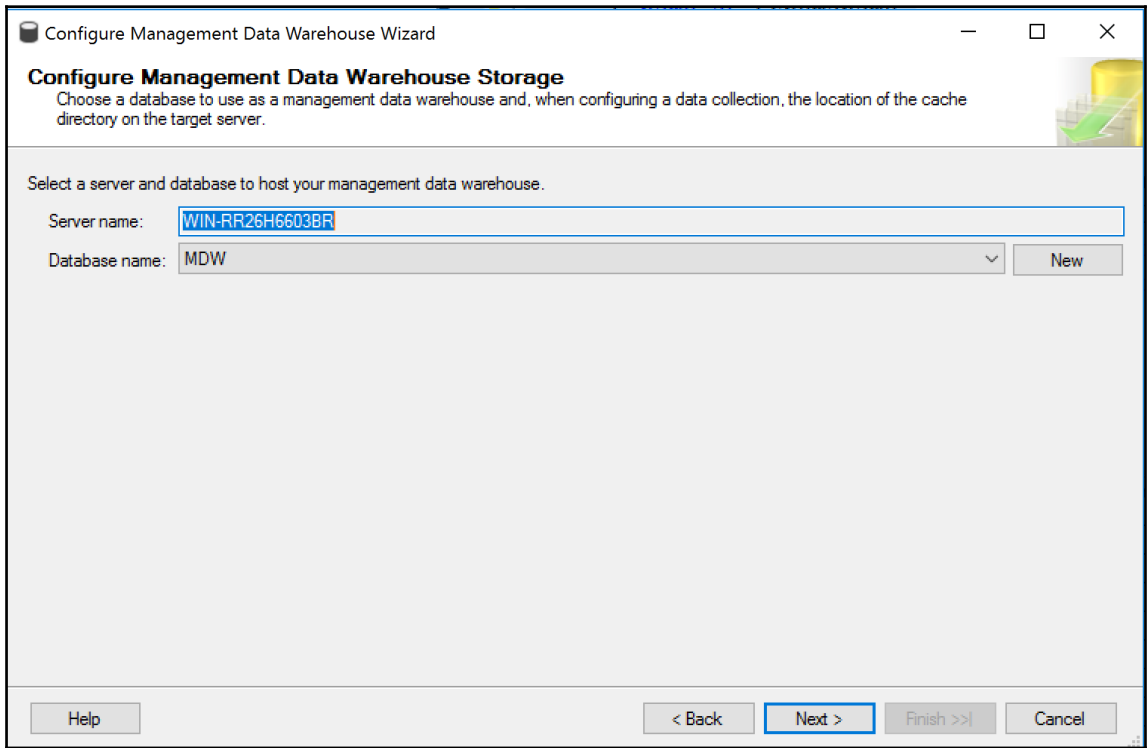 Configure Management Data Warehouse Wizard
Configure Management Data Warehouse Storage
Choose a database to use as a management data warehouse and, when configuring a data collection, the location of the cache
directory on the target server.
Select a server and database to host your management data warehouse.
Server name: WIN-RR26H6603BR
Database name: MDW New
Help < Back Next > Finish >>| Cancel